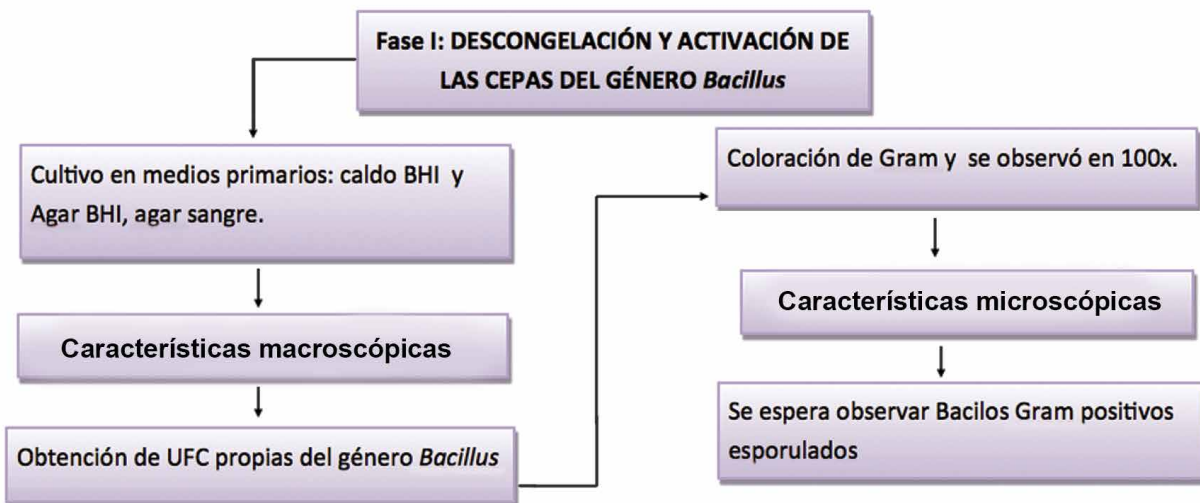 Fase I: DESCONGELACIÓN Y ACTIVACIÓN DE
LAS CEPAS DEL GÉNERO Bacillus
Cultivo en medios primarios: caldo BHI y
Agar BHI, agar sangre.
Características macroscópicas
Obtención de UFC propias del género Bacillus
Coloración de Gram y se observó en 100x.
Características microscópicas
Se espera observar Bacilos Gram positivos
esporulados